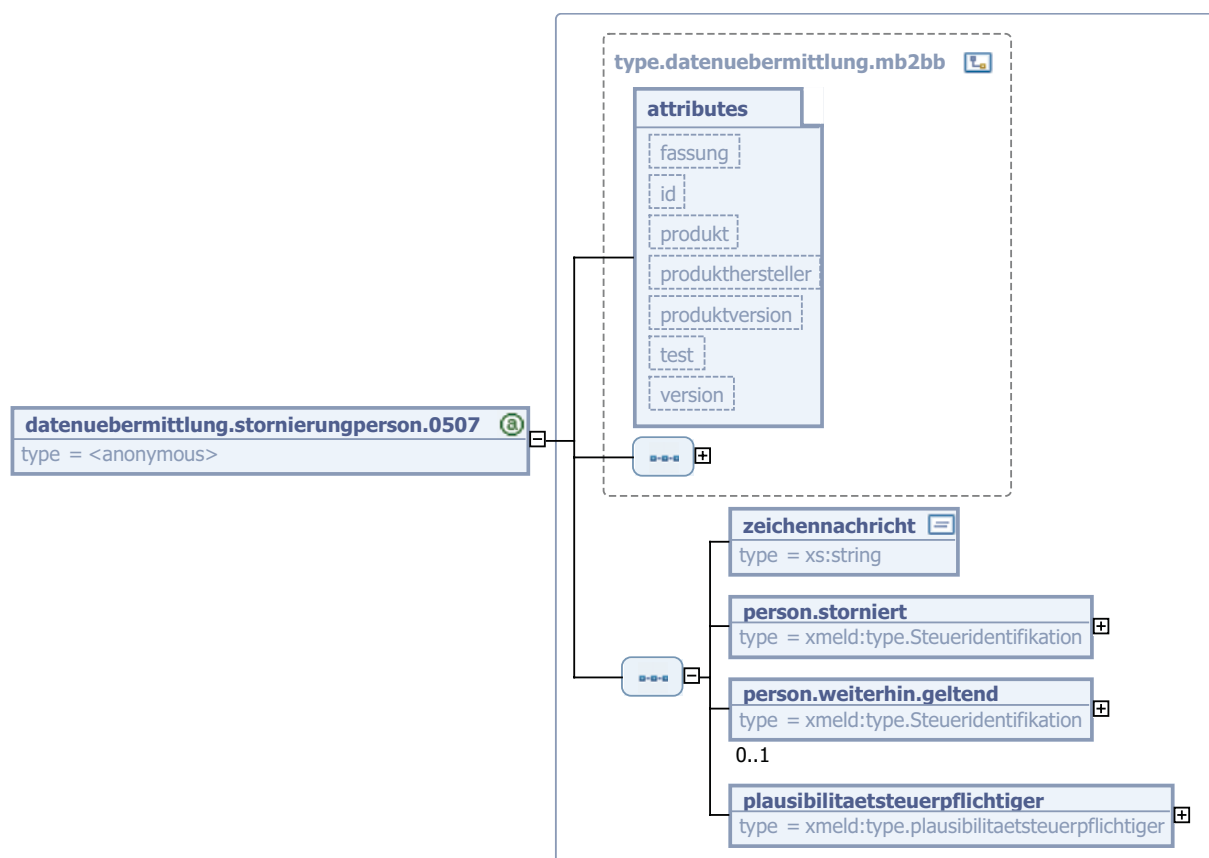 type.datenuebermittlung.mb2bb
attributes
fassung
id
produkt
produkthersteller
produktversion
test
version
datenuebermittlung.stornierungperson.0507
type = <anonymous>
zeichennachricht
type = xs:string
person.storniert
type = xmeld:type.Steueridentifikation
person.weiterhin.geltend
type = xmeld:type.Steueridentifikation
0..1
plausibilitaetsteuerpflichtiger
type = xmeld:type.plausibilitaetsteuerpflichtiger